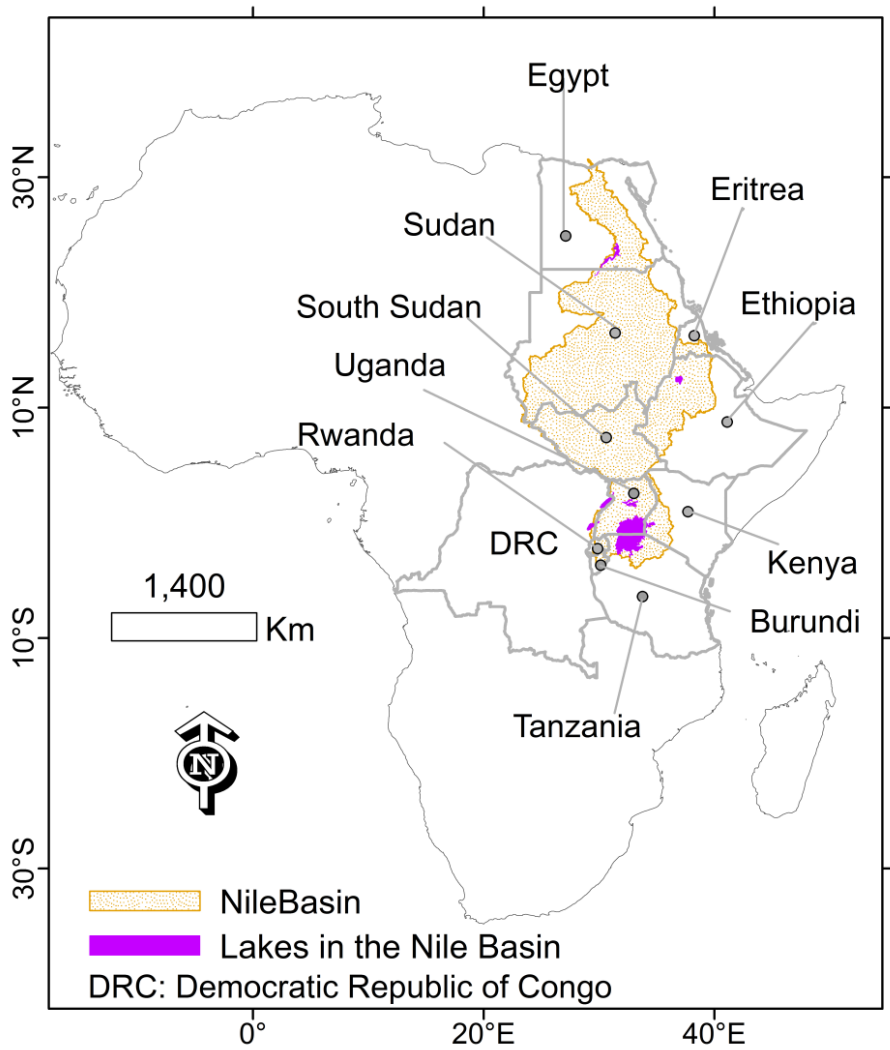 Egypt
30°N
Eritrea
Sudan
Ethiopia
South Sudan
Uganda
10°N
Rwanda
DRC
Kenya
1,400
Km
Burundi
10°S
Tanzania
N
30°S
NileBasin
Lakes in the Nile Basin
DRC: Democratic Republic of Congo
0°
20°E
40°E